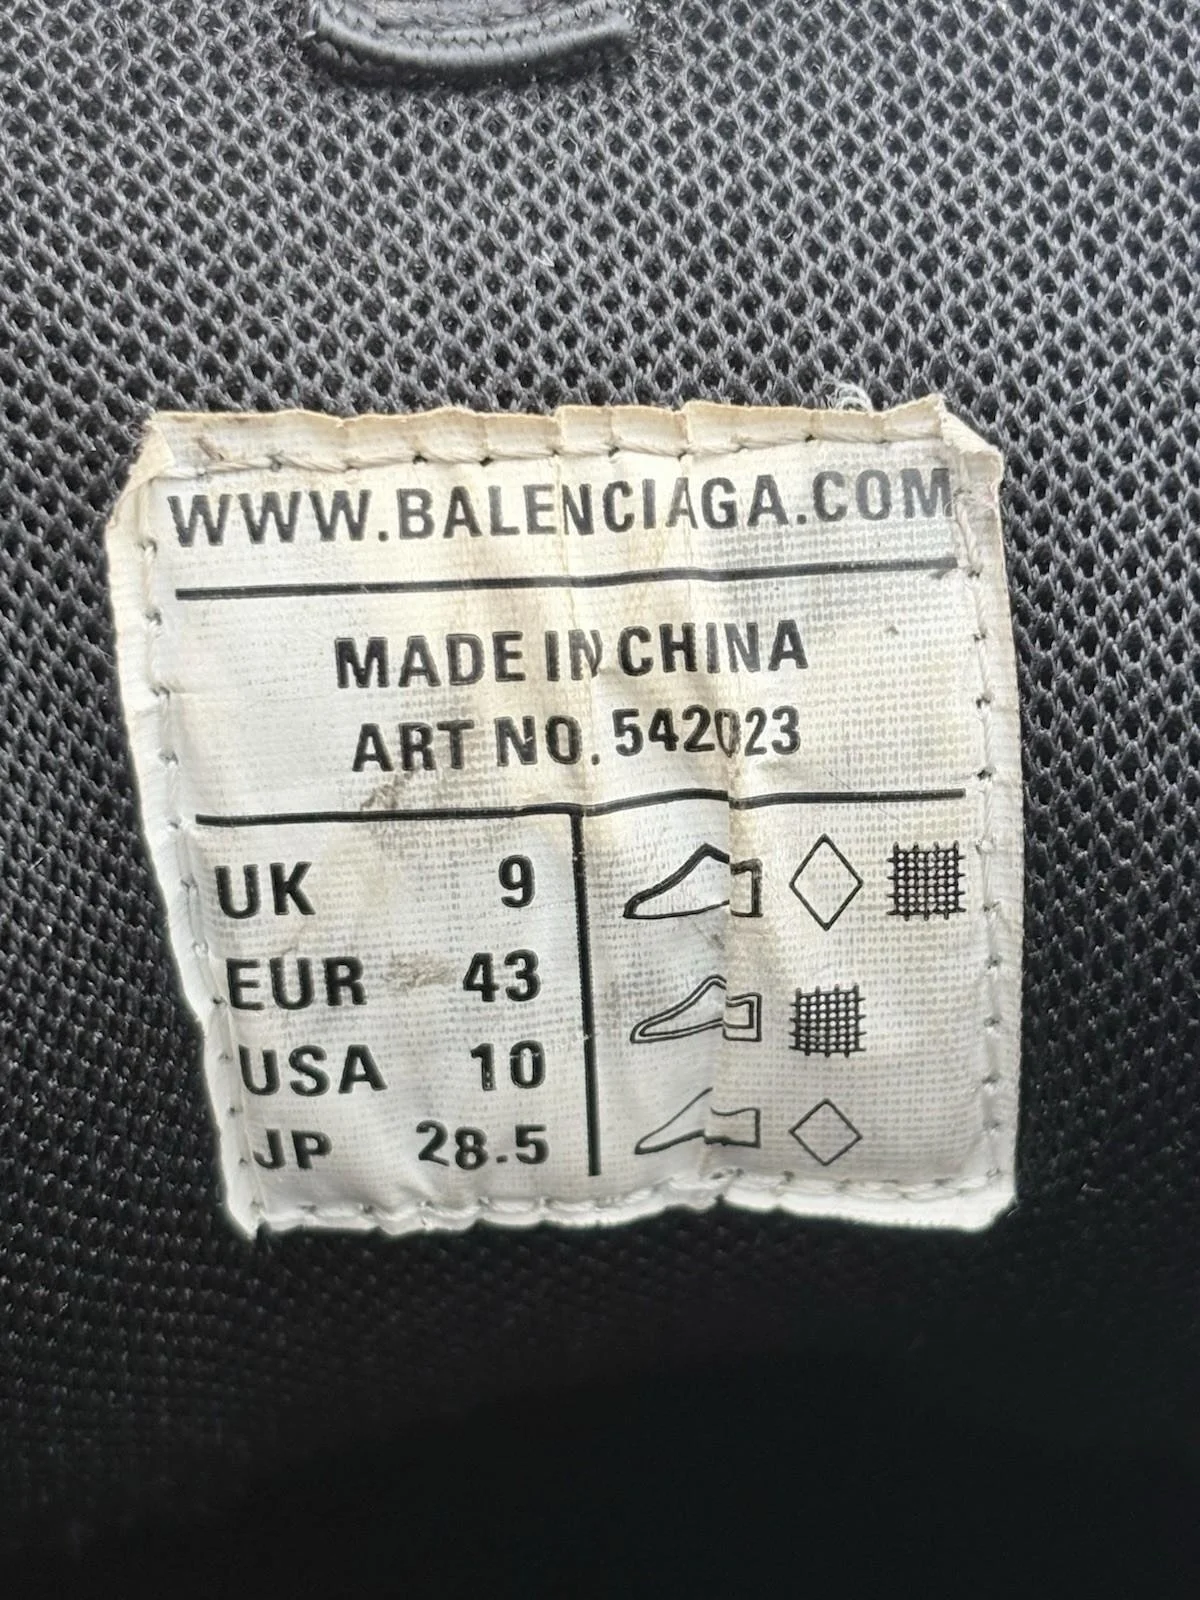 WWW.BALENCIAGA.COM
MADE IN CHINA
ART NO. 542023
UK 9
EUR 43
USA 10
JP 28.5